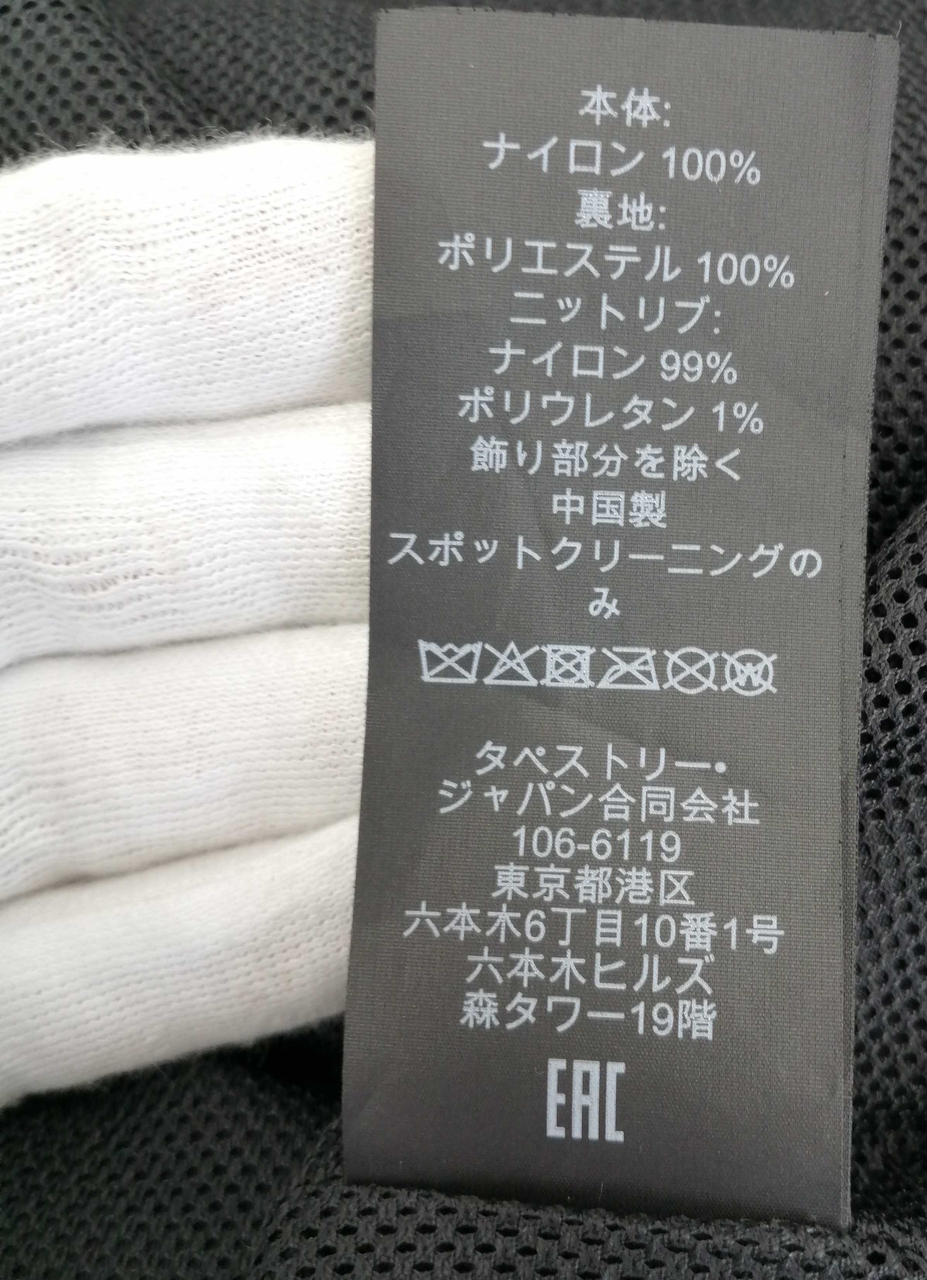 本体:
ナイロン 100%
裏地:
ポリエステル 100%
ニットリブ:
ナイロン 99%
ポリウレタン 1%
飾り部分を除く
中国製
スポットクリーニングの
み
W
タペストリー•
ジャパン合同会社
106-6119
東京都港区
六本木6丁目10番1号
六本木ヒルズ
森タワー19階
EAC